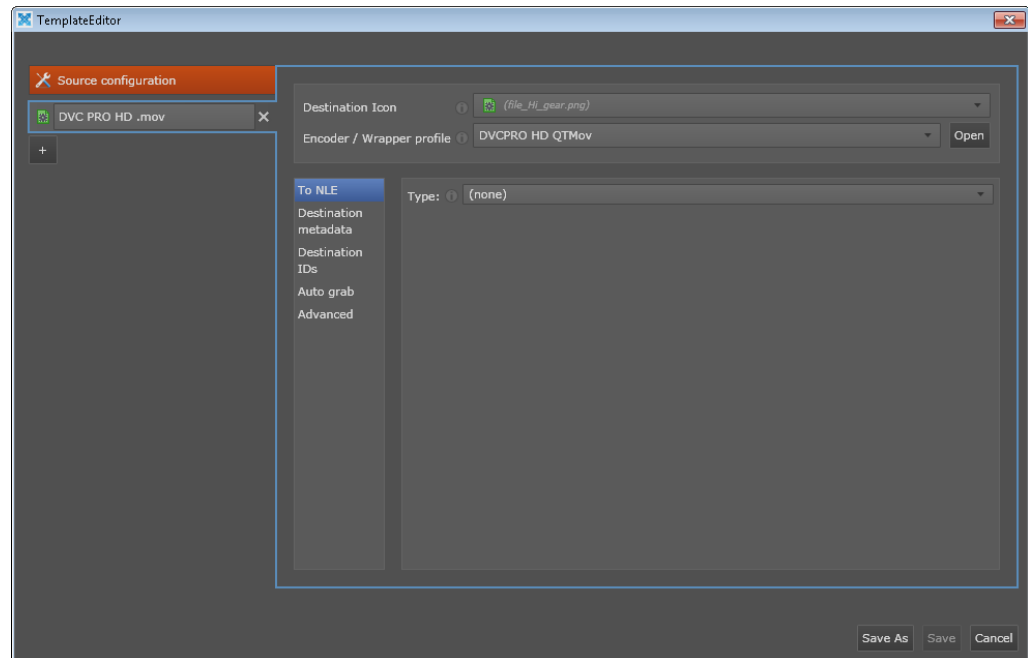 TemplateEditor
Source configuration
DVC PRO HD .mov
+
Destination Icon
(file_Hi_gear.png)
Encoder / Wrapper profile
DVCPRO HD QTMov
Open
To NLE
Destination
metadata
Destination
IDs
Auto grab
Advanced
Type:
(none)
Save As
Save
Cancel